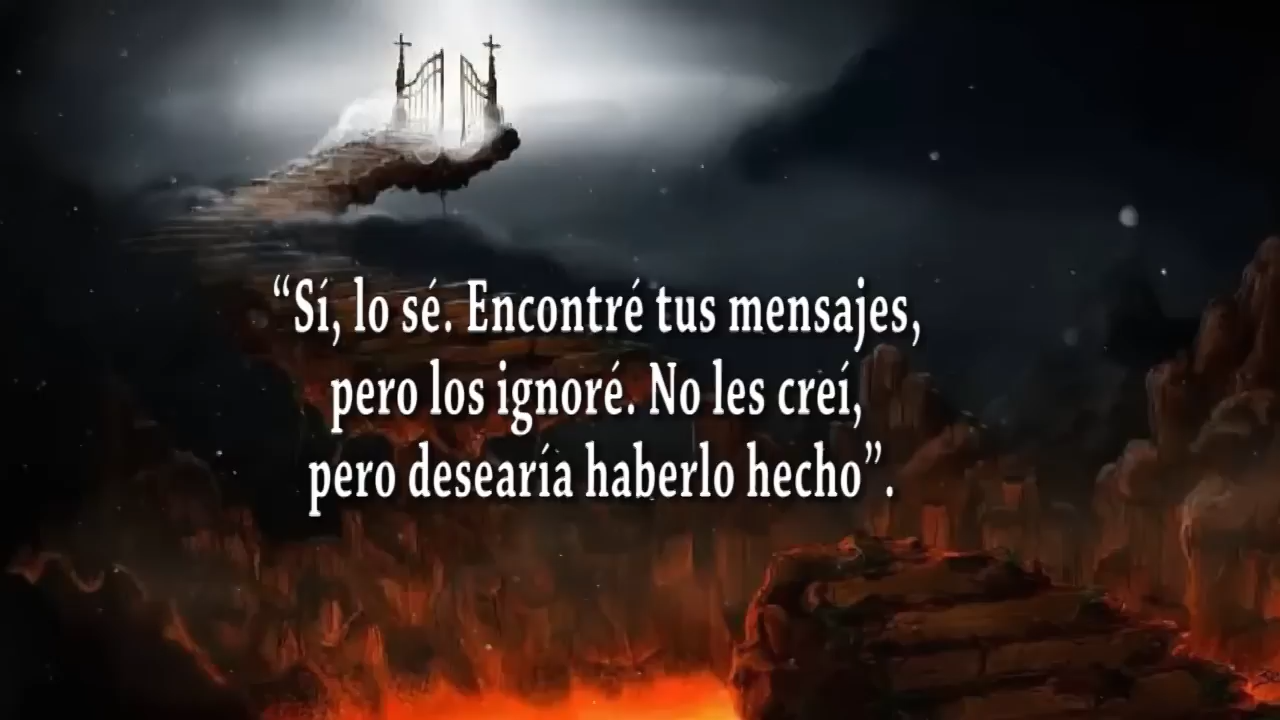 “Sí, lo sé. Encontré tus mensajes,
pero los ignoré. No les creí,
pero desearía haberlo hecho”.